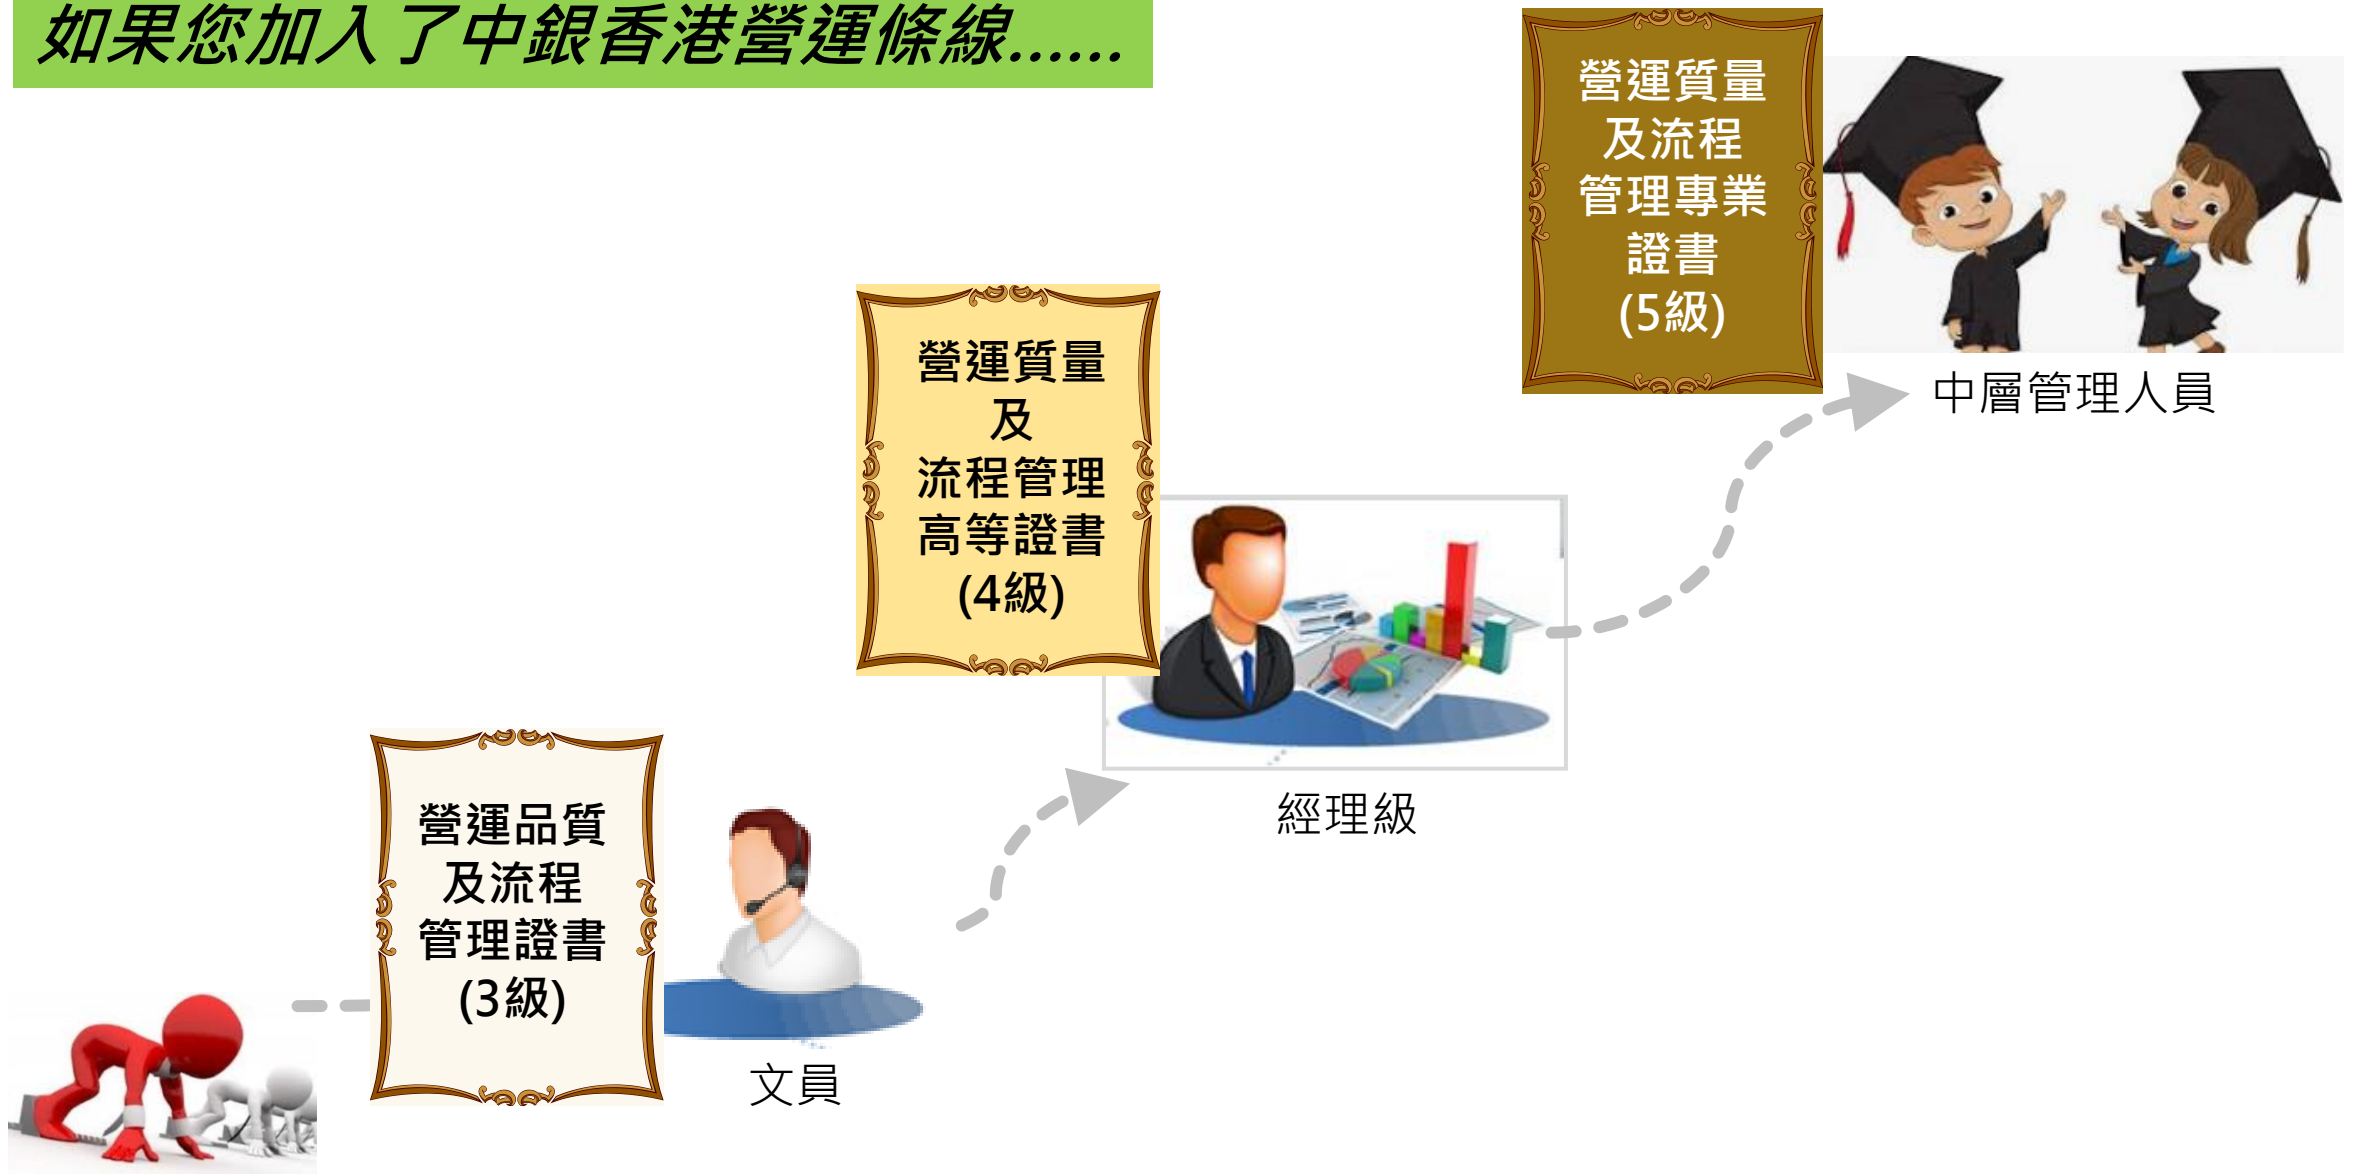 如果您加入了中銀香港營運條線......
營運質量
及流程
管理專業
證書
(5級)
中層管理人員
營運質量
及
流程管理
高等證書
(4級)
經理級
營運品質
及流程
管理證書
(3級)
文員